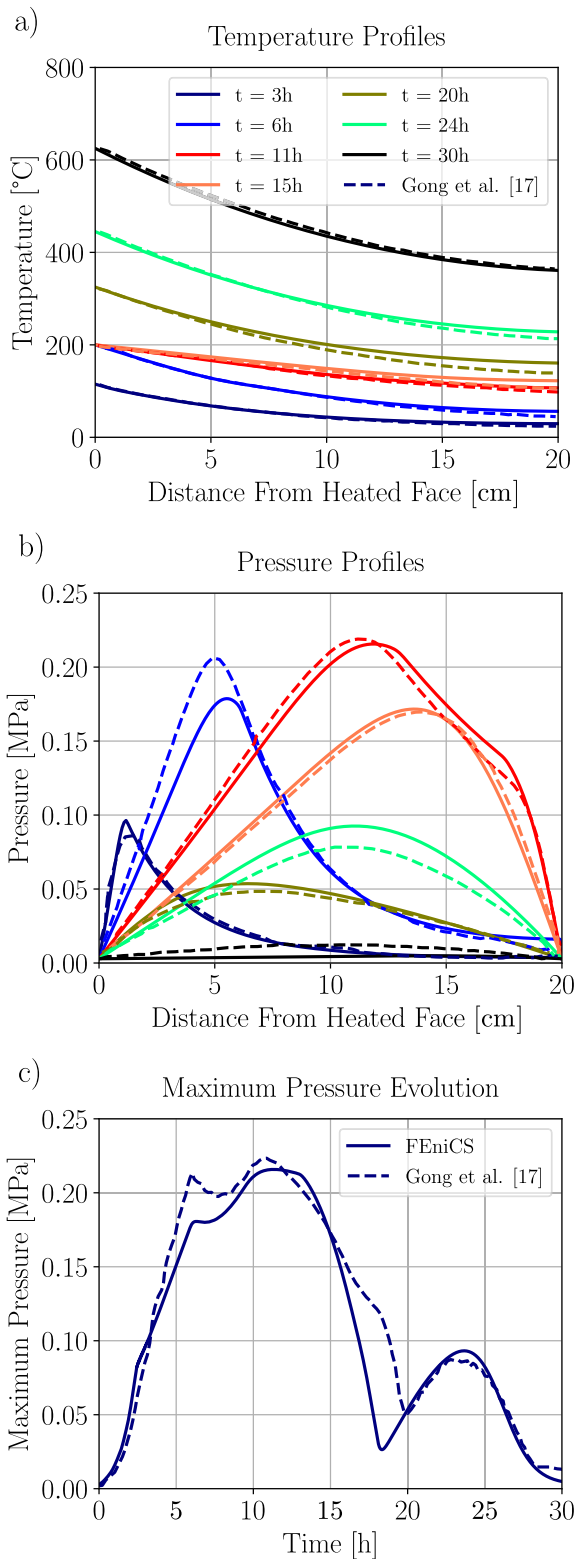 a)
Temperature Profiles
800
600
400
200
0
Temperature [°C]
t = 3h
t = 6h
t = 11h
t = 15h
t = 20h
t = 24h
t = 30h
Gong et al. [17]
0 5 10 15 20
Distance From Heated Face [cm]
b)
Pressure Profiles
0.25
0.20
0.15
0.10
0.05
0.00
Pressure [MPa]
0 5 10 15 20
Distance From Heated Face [cm]
c)
Maximum Pressure Evolution
0.25
0.20
0.15
0.10
0.05
0.00
Maximum Pressure [MPa]
FEniCS
Gong et al. [17]
0 5 10 15 20 25 30
Time [h]